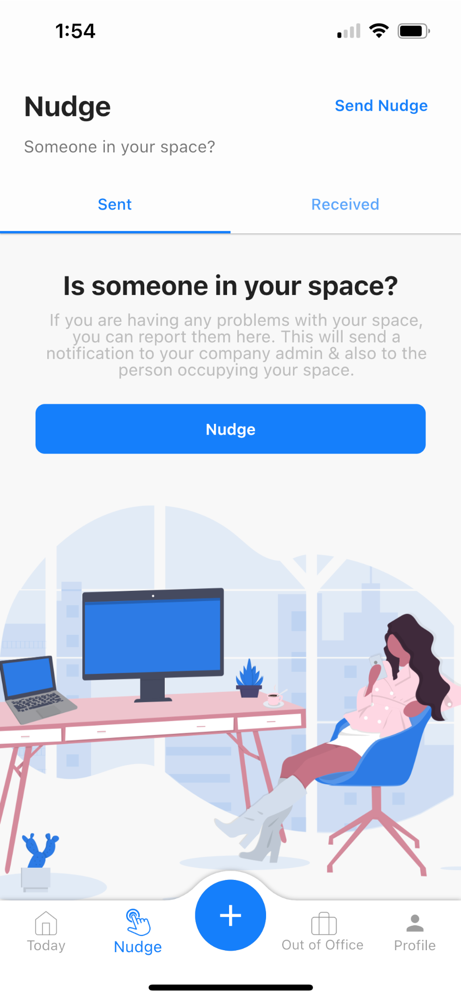 1:54
Nudge
Send Nudge
Someone in your space?
Sent
Received
Is someone in your space?
If you are having any problems with your space,
you can report them here. This will send a
notification to your company admin & also to the
person occupying your space.
Nudge
Today
Nudge
Out of Office
Profile